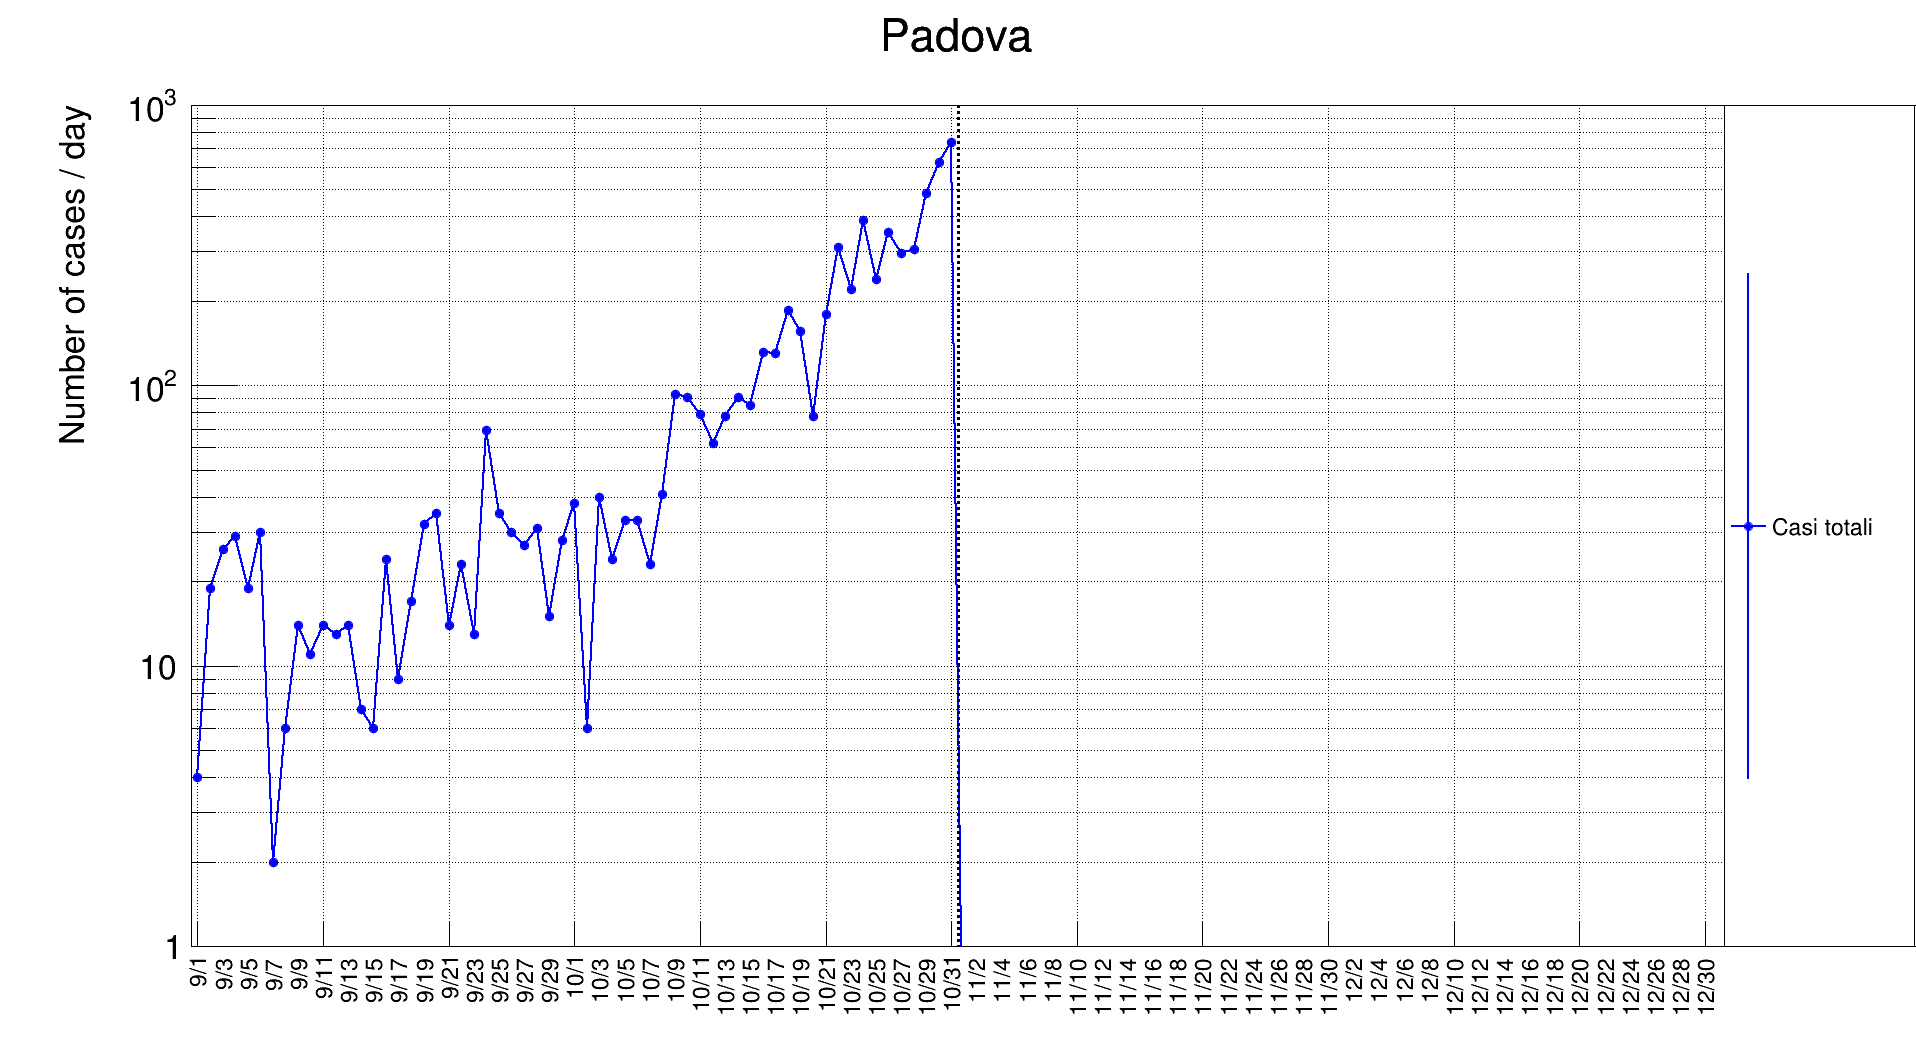 Padova
Number of cases / day
10³
10²
10
1
9/1 9/3 9/5 9/7 9/9 9/11 9/13 9/15 9/17 9/19 9/21 9/23 9/25 9/27 9/29 10/1 10/3 10/5 10/7 10/9 10/11 10/13 10/15 10/17 10/19 10/21 10/23 10/25 10/27 10/29 10/31 11/2 11/4 11/6 11/8 11/10 11/12 11/14 11/16 11/18 11/20 11/22 11/24 11/26 11/28 11/30 12/2 12/4 12/6 12/8 12/10 12/12 12/14 12/16 12/18 12/20 12/22 12/24 12/26 12/28 12/30
Casi totali